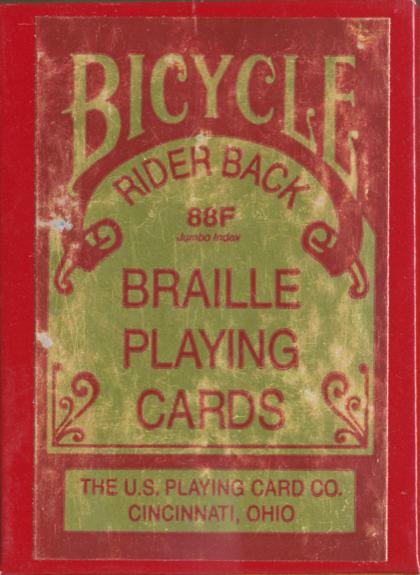 BICYCLE
RIDER BACK
88F
Jumbo Index
BRAILLE
PLAYING
CARDS
THE U.S. PLAYING CARD CO.
CINCINNATI, OHIO